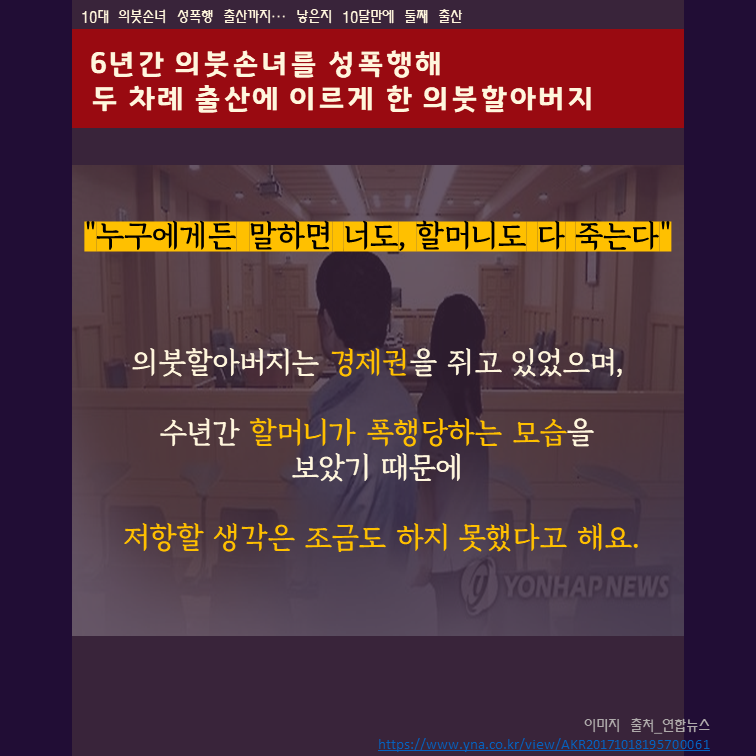 10대 의붓손녀 성폭행 출산까지… 낳은지 10달만에 둘째 출산
6년간 의붓손녀를 성폭행해
두 차례 출산에 이르게 한 의붓할아버지
"누구에게든 말하면 너도, 할머니도 다 죽는다"
의붓할아버지는 경제권을 쥐고 있었으며,
수년간 할머니가 폭행당하는 모습을
보았기 때문에
저항할 생각은 조금도 하지 못했다고 해요.
YONHAP NEWS
이미지 출처_연합뉴스
https://www.yna.co.kr/view/AKR20171018195700061